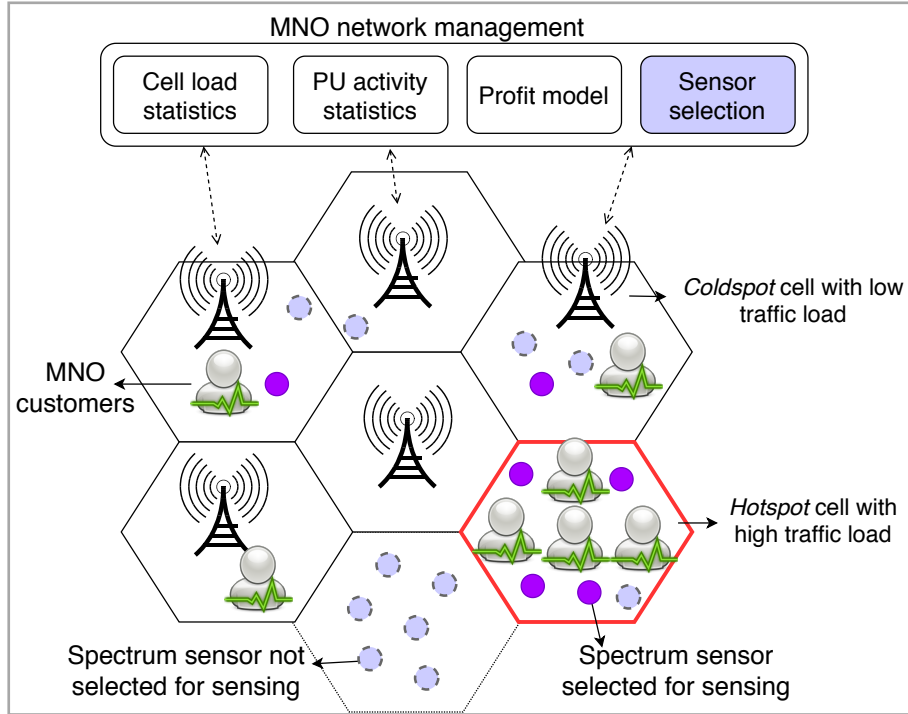 MNO network management
Cell load
statistics
PU activity
statistics
Profit model
Sensor
selection
Coldspot cell with low
traffic load
MNO
customers
Hotspot cell with
high traffic load
Spectrum sensor not
selected for sensing
Spectrum sensor
selected for sensing